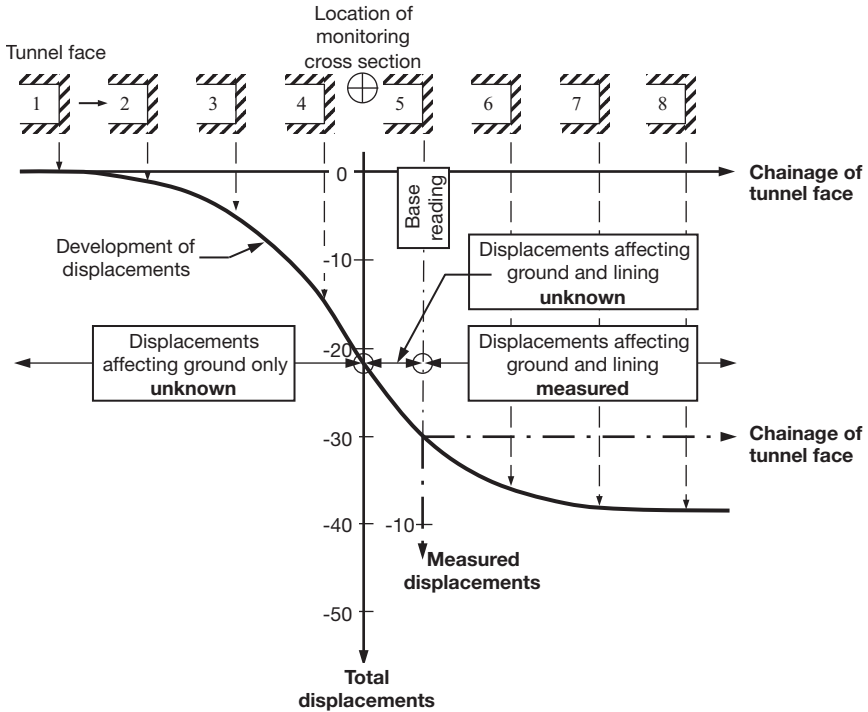 Location of
monitoring
cross section
Tunnel face
1
2
3
4
5
6
7
8
0
Chainage of
tunnel face
Base
reading
Development of
displacements
-10
Displacements affecting
ground and lining
unknown
-20
Displacements
affecting ground only
unknown
Displacements affecting
ground and lining
measured
-30
Chainage of
tunnel face
-40
-10
Measured
displacements
-50
Total
displacements